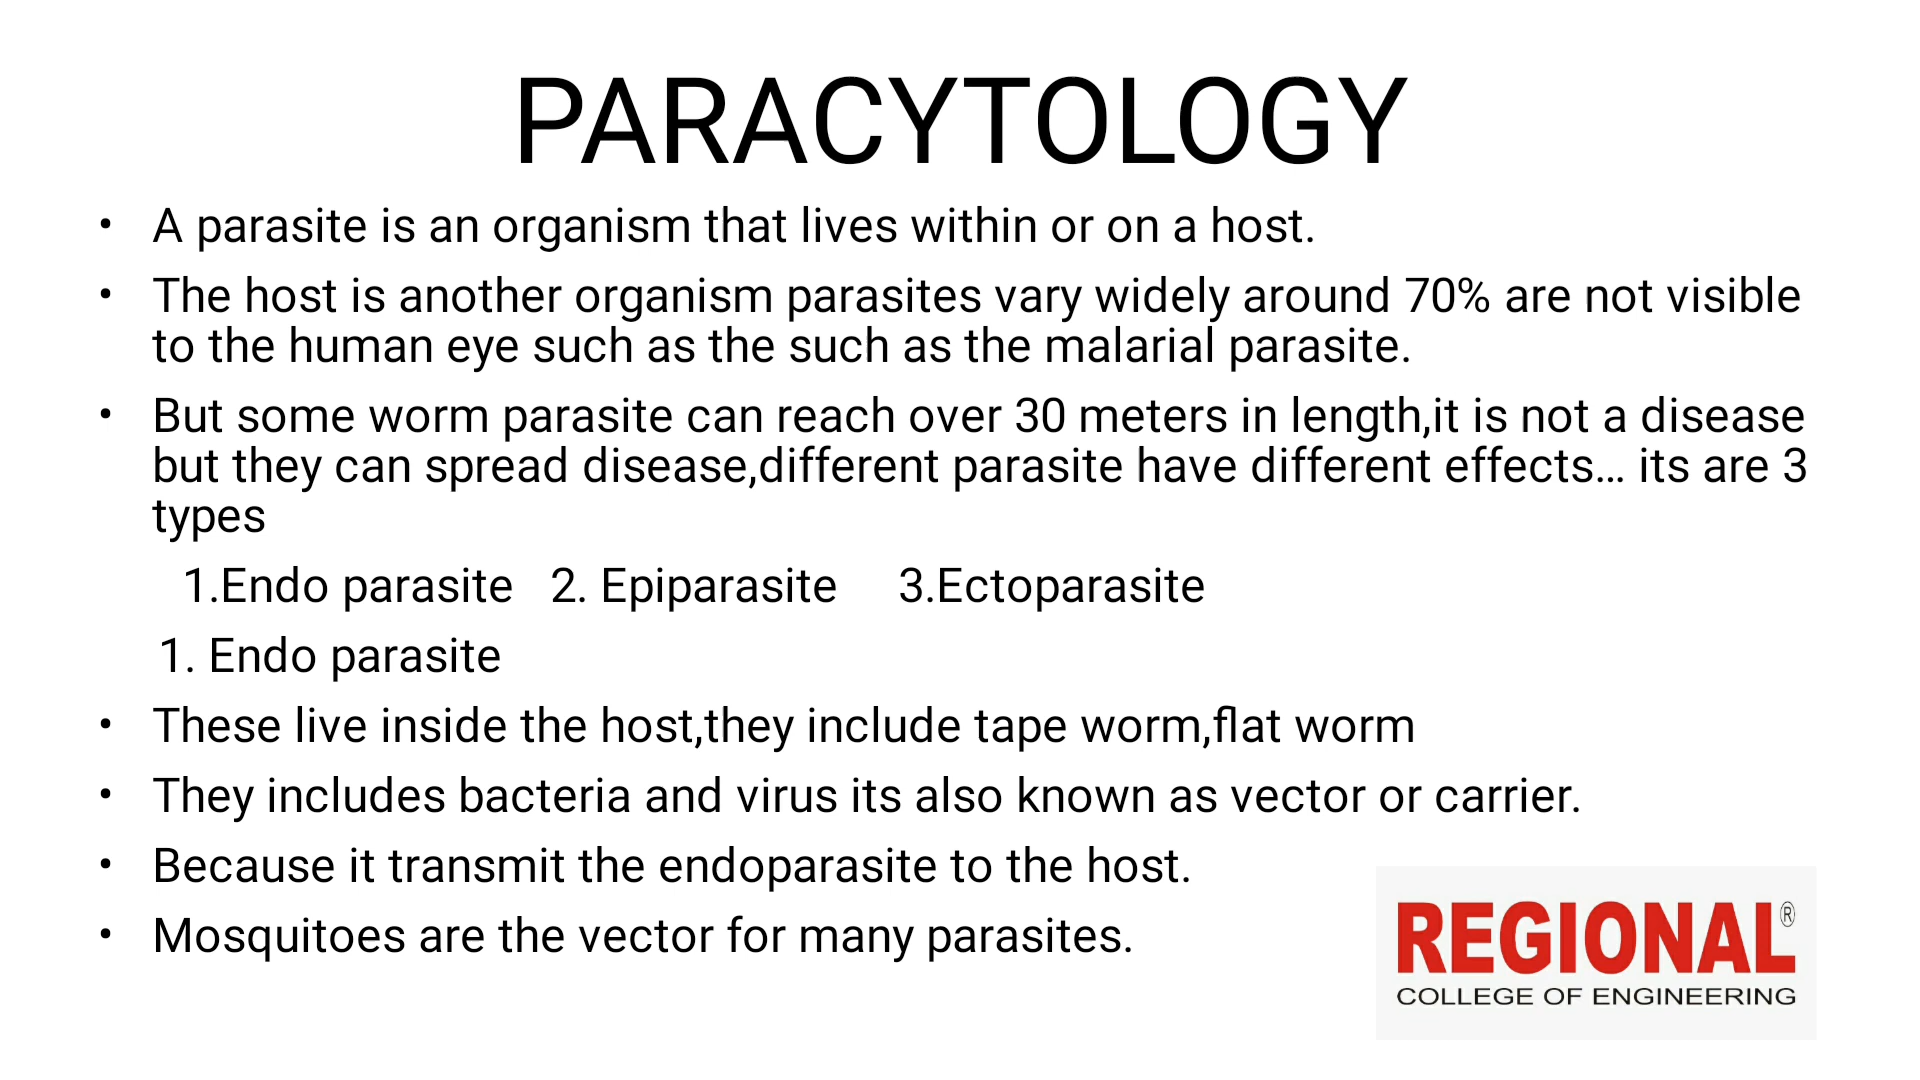 PARACYTOLOGY
• A parasite is an organism that lives within or on a host.
• The host is another organism parasites vary widely around 70% are not visible
to the human eye such as the such as the malarial parasite.
• But some worm parasite can reach over 30 meters in length,it is not a disease
but they can spread disease,different parasite have different effects... its are 3
types
1.Endo parasite 2. Epiparasite 3.Ectoparasite
1. Endo parasite
• These live inside the host,they include tape worm,flat worm
• They includes bacteria and virus its also known as vector or carrier.
• Because it transmit the endoparasite to the host.
• Mosquitoes are the vector for many parasites.
REGIONAL®
COLLEGE OF ENGINEERING